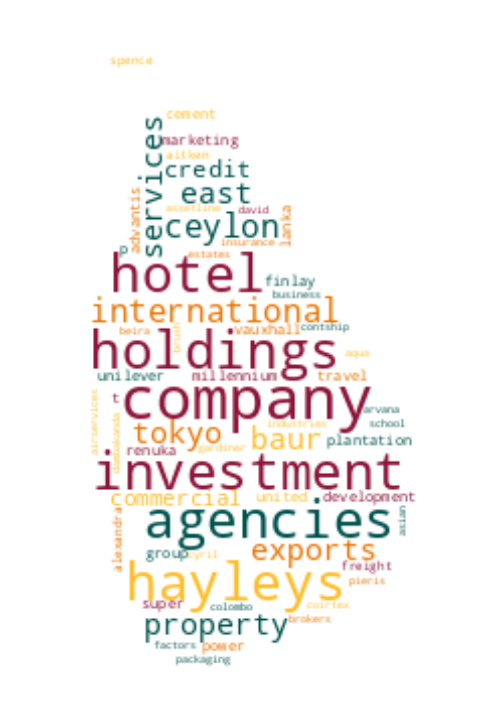 spence
cement
services
marketing
aitken
credit
east
advantis
assetline
david
lanka
ceylon
insurance
p
estates
hotel
finlay
business
international
beira
brush
vauxhall
contship
holdings
aqua
unilever
millennium
travel
t
company
arvana
airservices
dambakanda
industries
school
tokyo
baur
plantation
renuka
gardiner
investment
commercial
united
development
alexandra
agencies
asian
group
cyril
exports
freight
hayleys
pieris
super
colombo
coirtex
property
brokers
factors
power
packaging